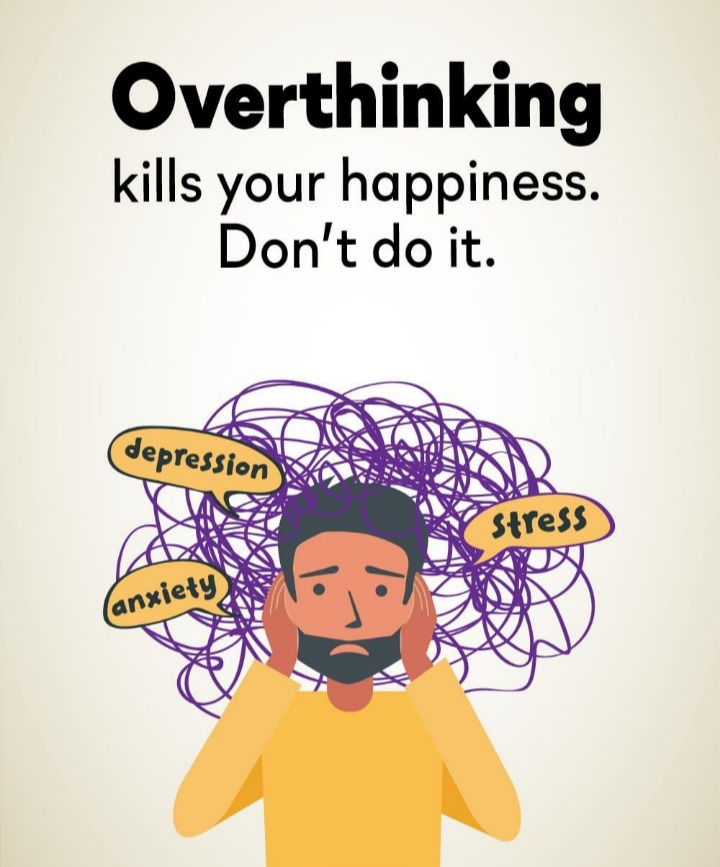 Overthinking
kills your happiness.
Don't do it.
depression
stress
anxiety